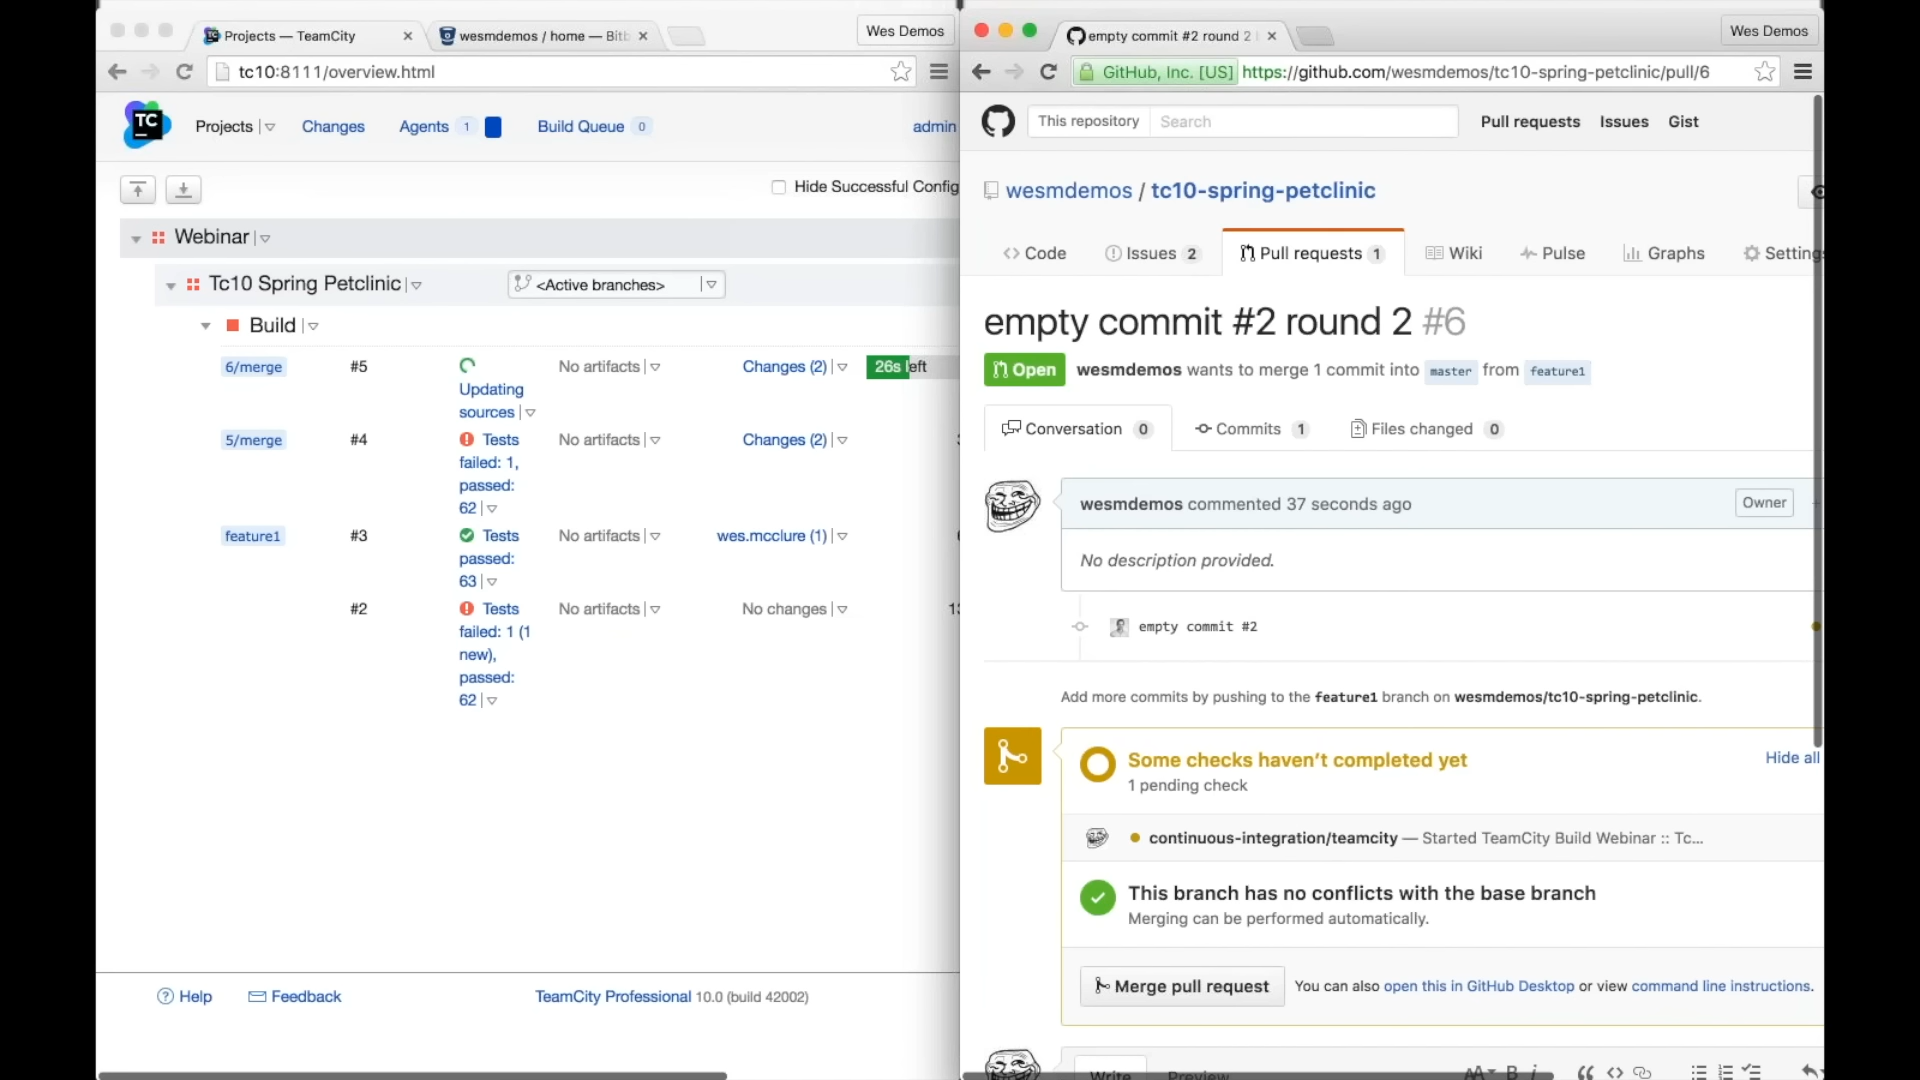 Projects — TeamCity
wesmdemos / home — Bitb
Wes Demos
tc10:8111/overview.html
TC
Projects
Changes
Agents 1
Build Queue 0
admin
Hide Successful Config
Webinar
Tc10 Spring Petclinic
<Active branches>
Build
6/merge #5 Updating sources No artifacts Changes (2) 26s left
5/merge #4 Tests failed: 1, passed: 62 No artifacts Changes (2)
feature1 #3 Tests passed: 63 No artifacts wes.mcclure (1)
#2 Tests failed: 1 (1 new), passed: 62 No artifacts No changes
Help
Feedback
TeamCity Professional 10.0 (build 42002)
empty commit #2 round 2
Wes Demos
GitHub, Inc. [US] https://github.com/wesmdemos/tc10-spring-petclinic/pull/6
This repository Search
Pull requests Issues Gist
wesmdemos / tc10-spring-petclinic
Code Issues 2 Pull requests 1 Wiki Pulse Graphs Settings
empty commit #2 round 2 #6
Open wesmdemos wants to merge 1 commit into master from feature1
Conversation 0 Commits 1 Files changed 0
wesmdemos commented 37 seconds ago Owner
No description provided.
empty commit #2
Add more commits by pushing to the feature1 branch on wesmdemos/tc10-spring-petclinic.
Some checks haven't completed yet Hide all
1 pending check
continuous-integration/teamcity — Started TeamCity Build Webinar :: Tc...
This branch has no conflicts with the base branch
Merging can be performed automatically.
Merge pull request You can also open this in GitHub Desktop or view command line instructions.
Write Preview AA B i